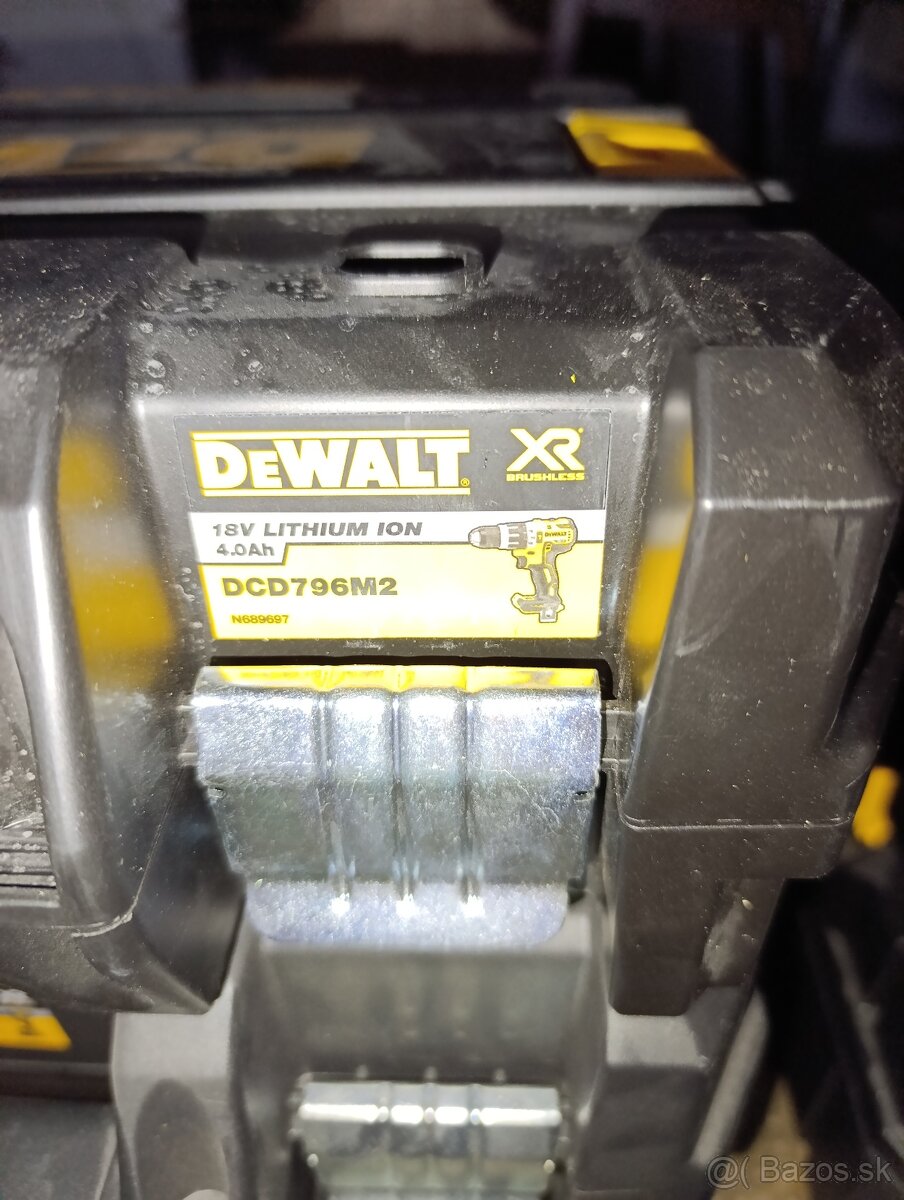 DEWALT
XR
BRUSHLESS
18V LITHIUM ION
4.0Ah
DCD796M2
N689697
@( Bazos.sk